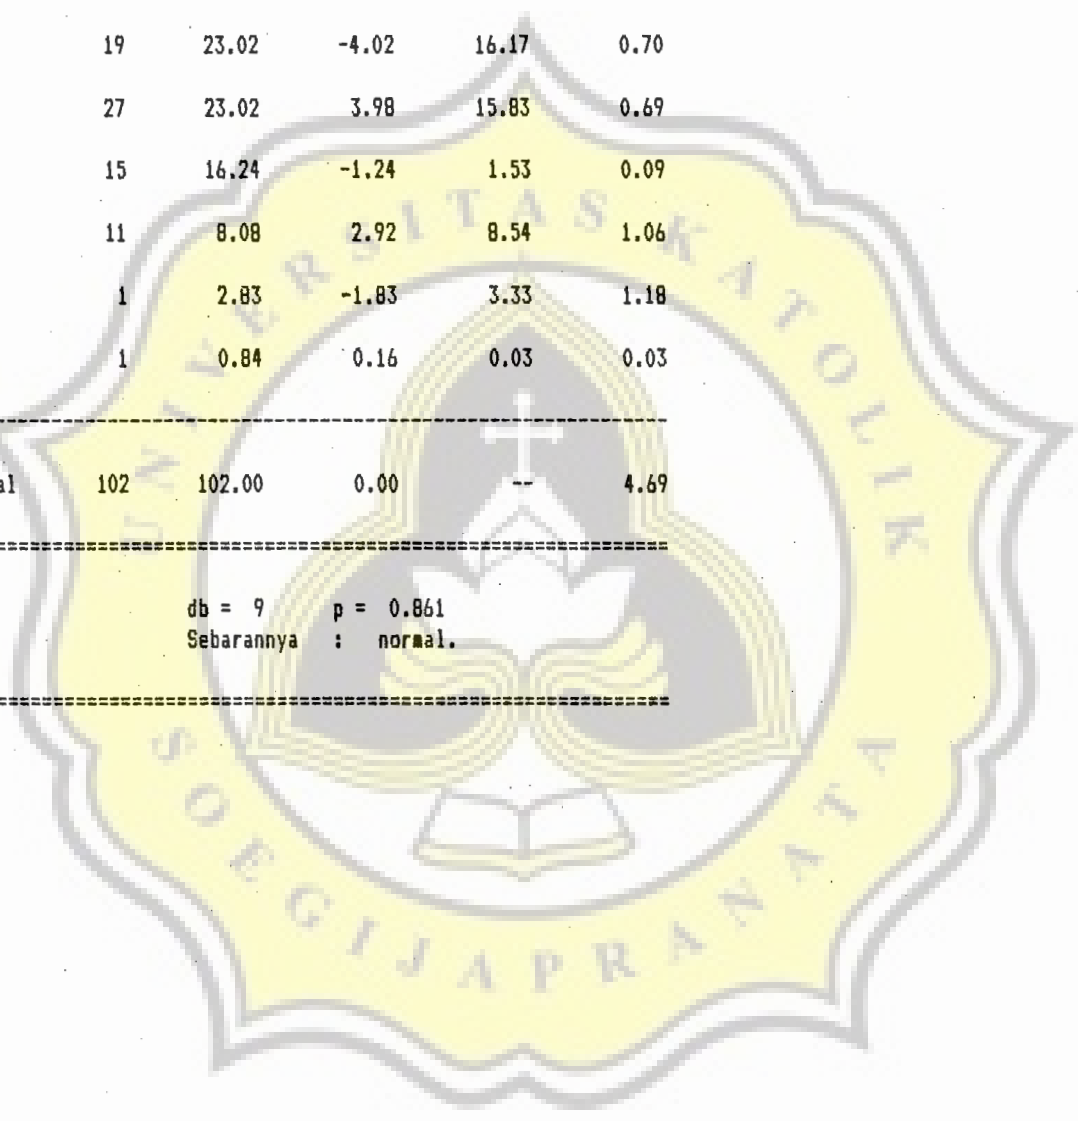 19 23.02 -4.02 16.17 0.70
27 23.02 3.98 15.83 0.69
15 16.24 -1.24 1.53 0.09
11 8.08 2.92 8.54 1.06
1 2.83 -1.83 3.33 1.18
1 0.84 0.16 0.03 0.03
al 102 102.00 0.00 -- 4.69
db = 9 p = 0.861
Sebarannya : normal.
UNIVERSITAS KATOLIK
SOEGIJAPRANATA